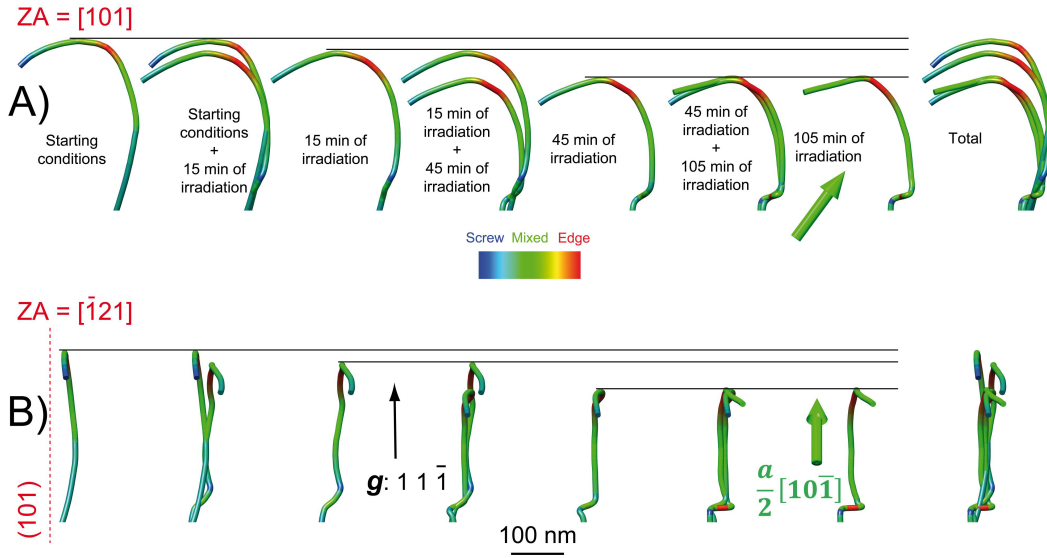 ZA = [101]
A)
Starting
conditions
Starting
conditions
+
15 min of
irradiation
15 min of
irradiation
15 min of
irradiation
+
45 min of
irradiation
45 min of
irradiation
45 min of
irradiation
+
105 min of
irradiation
105 min of
irradiation
Total
Screw Mixed Edge
ZA = [1̄21]
B)
(101)
g: 1 1 1̄
a/2 [101̄]
100 nm